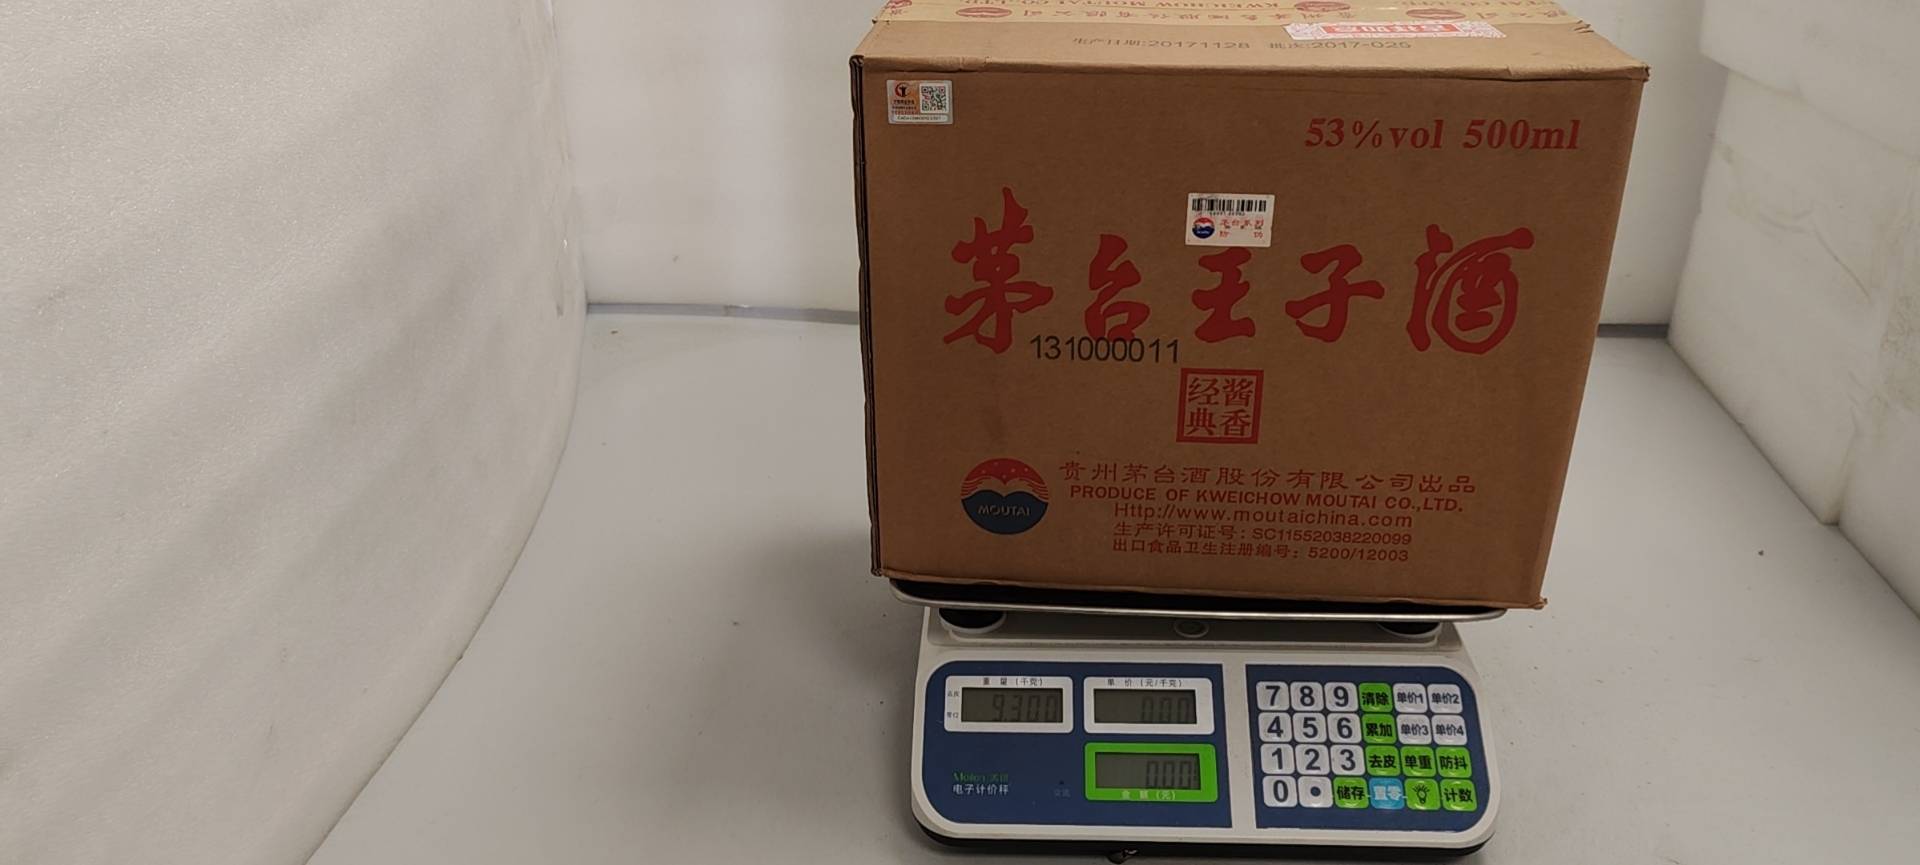 KWEICHOW MOUTAI CO.,LTD.
生产日期:20171128 批次:2017-025
53%vol 500ml
茅台王子酒
131000011
经酱
典香
MOUTAI
贵州茅台酒股份有限公司出品
PRODUCE OF KWEICHOW MOUTAI CO.,LTD.
Http://www.moutaichina.com
生产许可证号：SC11552038220099
出口食品卫生注册编号：5200/12003
重量(千克) 单价(元/千克)
9.300 0.00
0.00
金额(元)
电子计价秤
7 8 9 清除 单价1 单价2
4 5 6 累加 单价3 单价4
1 2 3 去皮 单重 防抖
0 • 储存 置零 计数